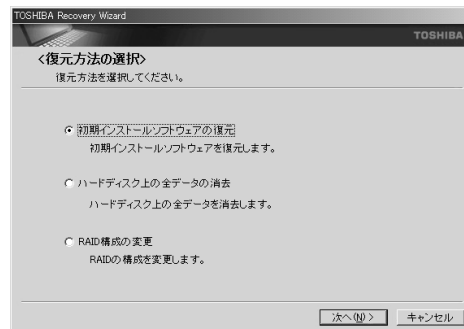 TOSHIBA Recovery Wizard
TOSHIBA
<復元方法の選択>
復元方法を選択してください。
初期インストールソフトウェアの復元
初期インストールソフトウェアを復元します。
ハードディスク上の全データの消去
ハードディスク上の全データを消去します。
RAID構成の変更
RAIDの構成を変更します。
次へ(N) >
キャンセル